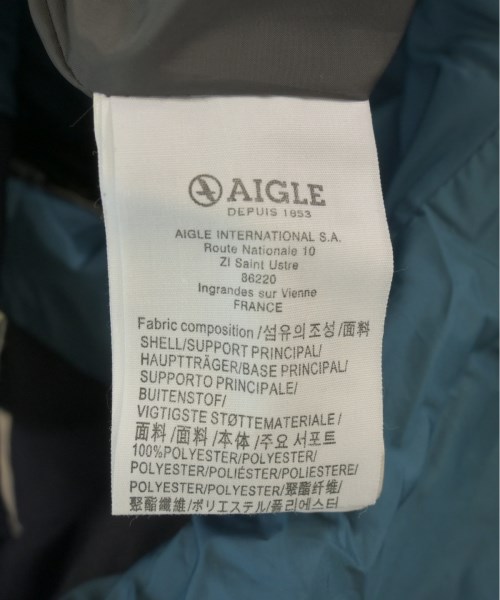 AIGLE
DEPUIS 1853
AIGLE INTERNATIONAL S.A.
Route Nationale 10
ZI Saint Ustre
86220
Ingrandes sur Vienne
FRANCE
Fabric composition/섬유의조성/面料
SHELL/SUPPORT PRINCIPAL/
HAUPTTRÄGER/BASE PRINCIPAL/
SUPPORTO PRINCIPALE/
BUITENSTOF/
VIGTIGSTE STØTTEMATERIALE/
面料/面料/本体/주요 서포트
100%POLYESTER/POLYESTER/
POLYESTER/POLIÉSTER/POLIESTERE/
POLYESTER/POLYESTER/聚酯纤维/
聚酯纖維/ポリエステル/폴리에스터